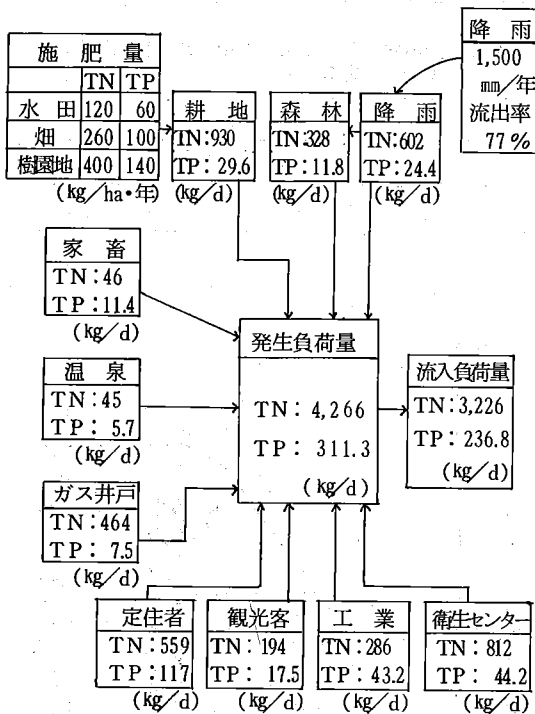 施肥量
TN TP
水田 120 60
畑 260 100
樹園地 400 140
(kg/ha・年)
耕地
TN:930
TP:29.6
(kg/d)
森林
TN:328
TP:11.8
(kg/d)
降雨
TN:602
TP:24.4
(kg/d)
降雨
1,500
mm/年
流出率
77%
家畜
TN:46
TP:11.4
(kg/d)
温泉
TN:45
TP:5.7
(kg/d)
ガス井戸
TN:464
TP:7.5
(kg/d)
発生負荷量
TN:4,266
TP:311.3
(kg/d)
流入負荷量
TN:3,226
TP:236.8
(kg/d)
定住者
TN:559
TP:117
(kg/d)
観光客
TN:194
TP:17.5
(kg/d)
工業
TN:286
TP:43.2
(kg/d)
衛生センター
TN:812
TP:44.2
(kg/d)